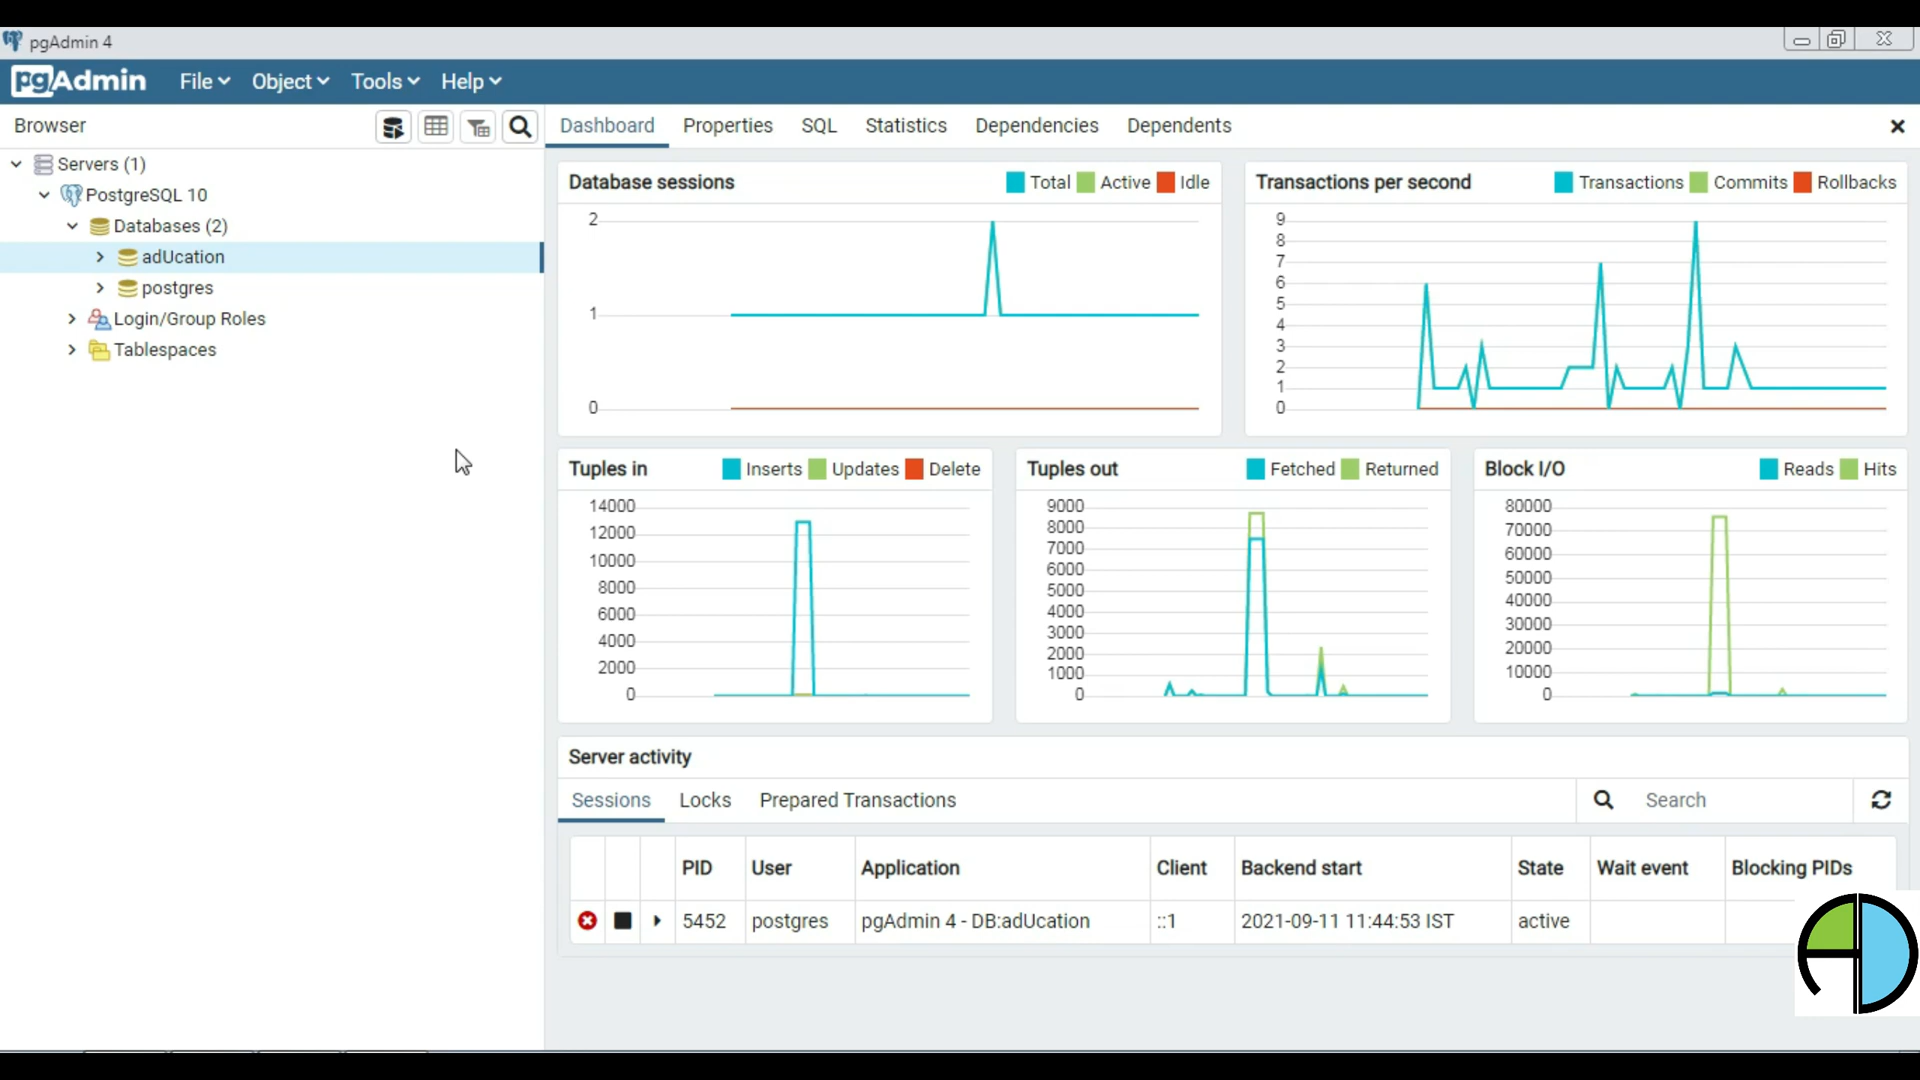 pgAdmin 4
pgAdmin File Object Tools Help
Browser
Dashboard Properties SQL Statistics Dependencies Dependents
Servers (1)
PostgreSQL 10
Databases (2)
adUcation
postgres
Login/Group Roles
Tablespaces
Database sessions Total Active Idle
2
1
0
Transactions per second Transactions Commits Rollbacks
9
8
7
6
5
4
3
2
1
0
Tuples in Inserts Updates Delete
14000
12000
10000
8000
6000
4000
2000
0
Tuples out Fetched Returned
9000
8000
7000
6000
5000
4000
3000
2000
1000
0
Block I/O Reads Hits
80000
70000
60000
50000
40000
30000
20000
10000
0
Server activity
Sessions Locks Prepared Transactions Search
PID User Application Client Backend start State Wait event Blocking PIDs
5452 postgres pgAdmin 4 - DB:adUcation ::1 2021-09-11 11:44:53 IST active
AD